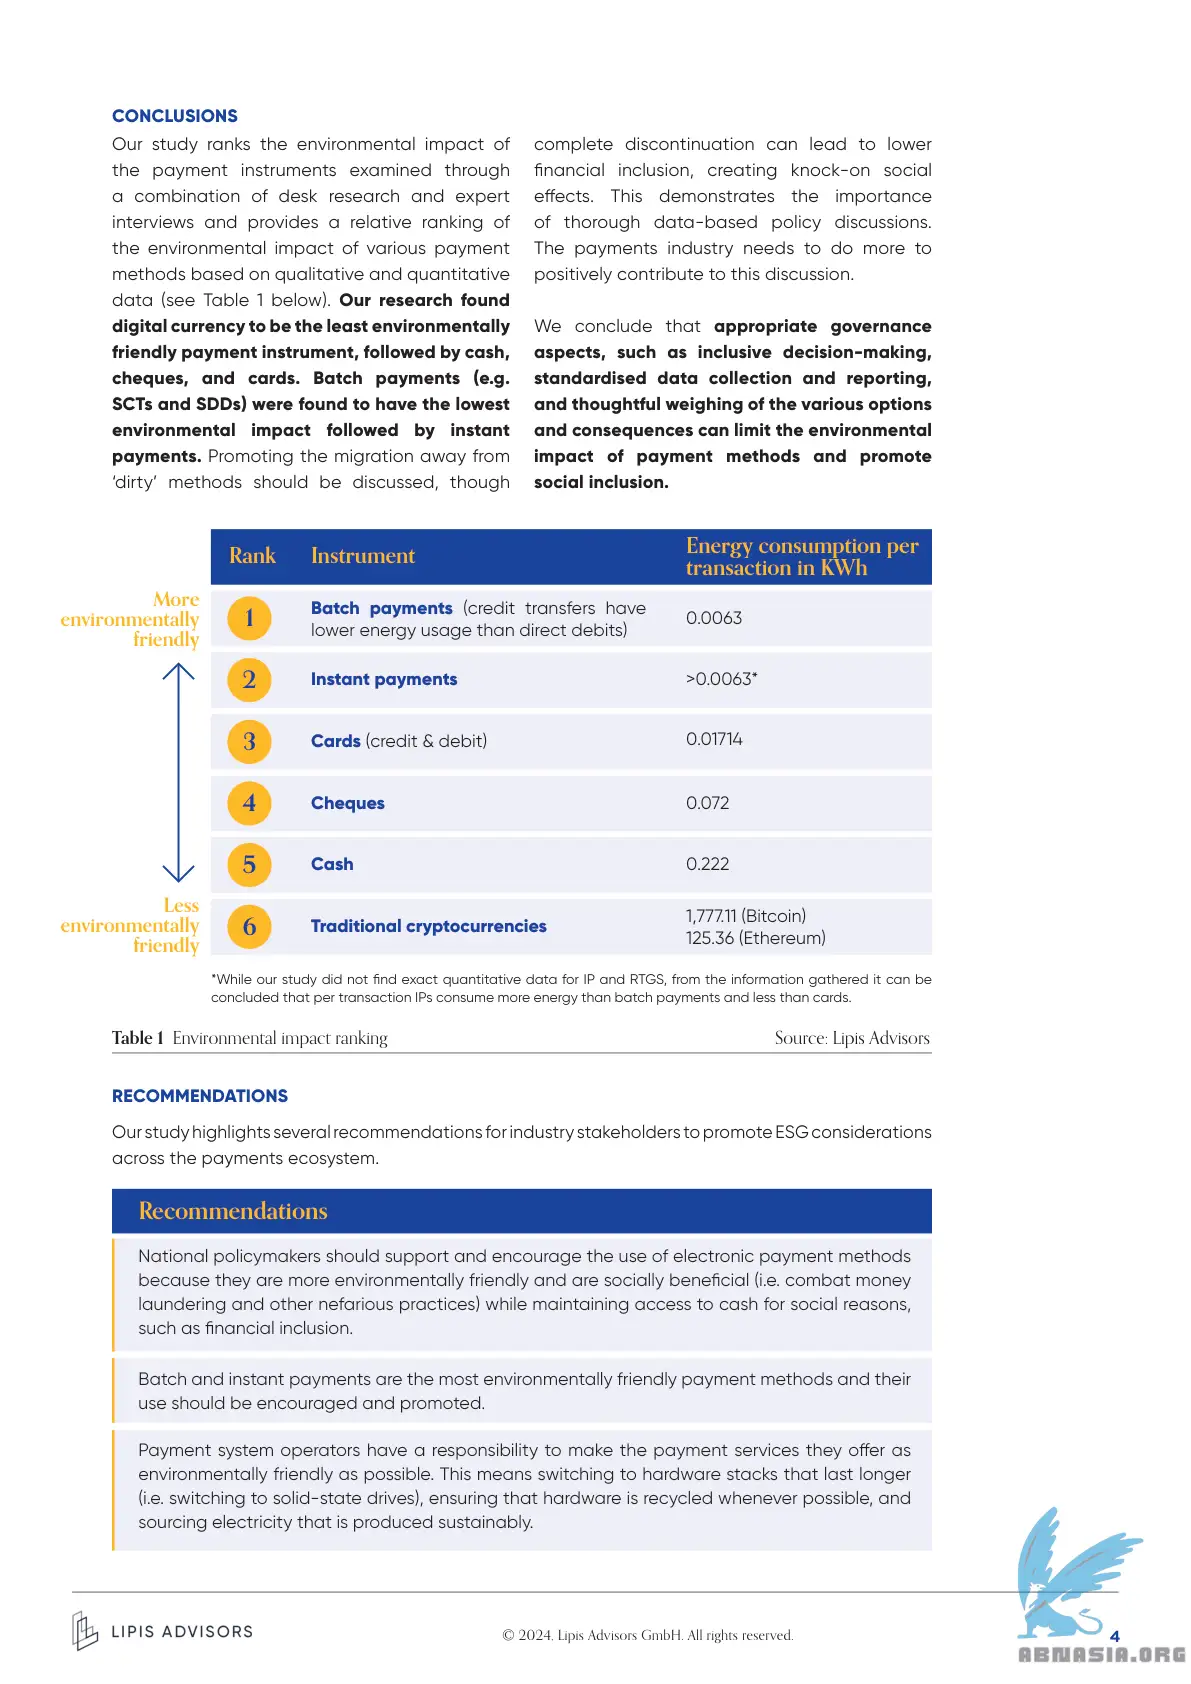 CONCLUSIONS
Our study ranks the environmental impact of
the payment instruments examined through
a combination of desk research and expert
interviews and provides a relative ranking of
the environmental impact of various payment
methods based on qualitative and quantitative
data (see Table 1 below). Our research found
digital currency to be the least environmentally
friendly payment instrument, followed by cash,
cheques, and cards. Batch payments (e.g.
SCTs and SDDs) were found to have the lowest
environmental impact followed by instant
payments. Promoting the migration away from
‘dirty’ methods should be discussed, though
complete discontinuation can lead to lower
financial inclusion, creating knock-on social
effects. This demonstrates the importance
of thorough data-based policy discussions.
The payments industry needs to do more to
positively contribute to this discussion.
We conclude that appropriate governance
aspects, such as inclusive decision-making,
standardised data collection and reporting,
and thoughtful weighing of the various options
and consequences can limit the environmental
impact of payment methods and promote
social inclusion.
Rank Instrument Energy consumption per
transaction in KWh
More
environmentally
friendly
1 Batch payments (credit transfers have 0.0063
lower energy usage than direct debits)
2 Instant payments >0.0063*
3 Cards (credit & debit) 0.01714
4 Cheques 0.072
5 Cash 0.222
Less
environmentally
friendly
6 Traditional cryptocurrencies 1,777.11 (Bitcoin)
125.36 (Ethereum)
*While our study did not find exact quantitative data for IP and RTGS, from the information gathered it can be
concluded that per transaction IPs consume more energy than batch payments and less than cards.
Table 1 Environmental impact ranking Source: Lipis Advisors
RECOMMENDATIONS
Our study highlights several recommendations for industry stakeholders to promote ESG considerations
across the payments ecosystem.
Recommendations
National policymakers should support and encourage the use of electronic payment methods
because they are more environmentally friendly and are socially beneficial (i.e. combat money
laundering and other nefarious practices) while maintaining access to cash for social reasons,
such as financial inclusion.
Batch and instant payments are the most environmentally friendly payment methods and their
use should be encouraged and promoted.
Payment system operators have a responsibility to make the payment services they offer as
environmentally friendly as possible. This means switching to hardware stacks that last longer
(i.e. switching to solid-state drives), ensuring that hardware is recycled whenever possible, and
sourcing electricity that is produced sustainably.
LIPIS ADVISORS © 2024, Lipis Advisors GmbH. All rights reserved. 4
ABNASIA.ORG